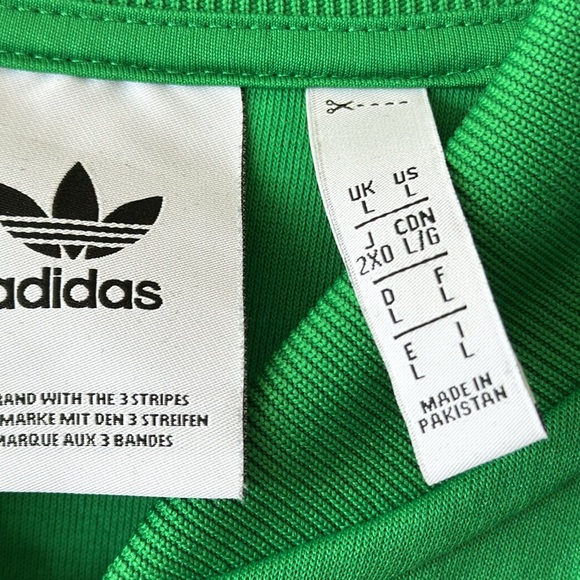 adidas
AND WITH THE 3 STRIPES
MARKE MIT DEN 3 STREIFEN
MARQUE AUX 3 BANDES
UK US
L L
J CDN
2XO L/G
D F
L L
E I
L L
MADE IN
PAKISTAN